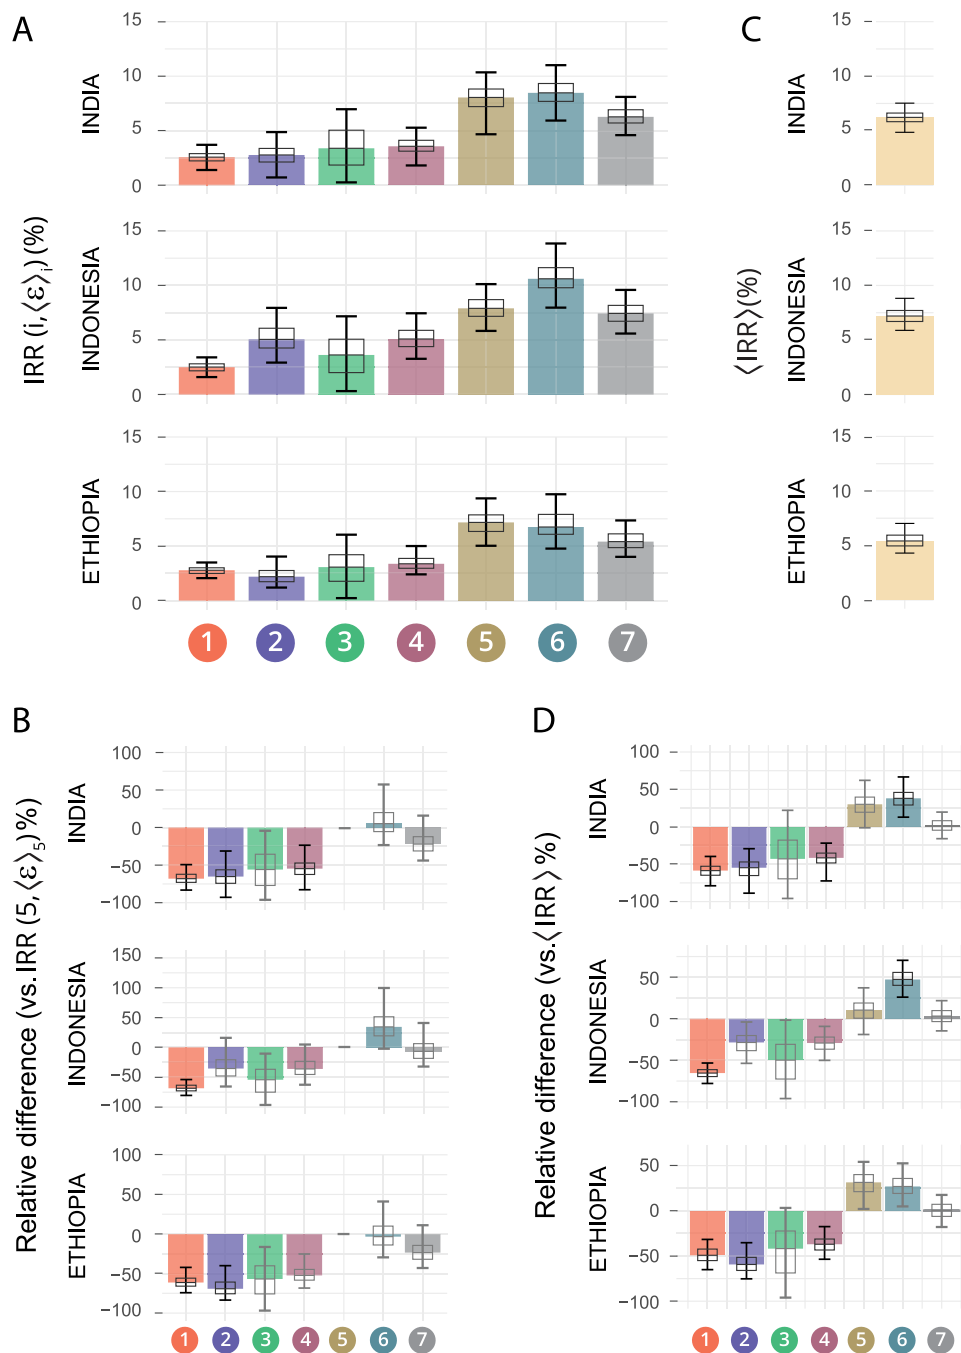 A
C
INDIA
15
10
5
0
INDIA
15
10
5
0
IRR (i,⟨ε⟩i)(%)
INDONESIA
15
10
5
0
⟨IRR⟩(%)
INDONESIA
15
10
5
0
ETHIOPIA
15
10
5
0
ETHIOPIA
15
10
5
0
1 2 3 4 5 6 7
B
D
Relative difference (vs.IRR (5,⟨ε⟩5)%)
INDIA
100
50
0
−50
−100
INDONESIA
150
100
50
0
−50
−100
ETHIOPIA
100
50
0
−50
−100
1 2 3 4 5 6 7
Relative difference (vs.⟨IRR⟩ %)
INDIA
100
50
0
−50
−100
INDONESIA
50
0
−50
−100
ETHIOPIA
50
0
−50
−100
1 2 3 4 5 6 7